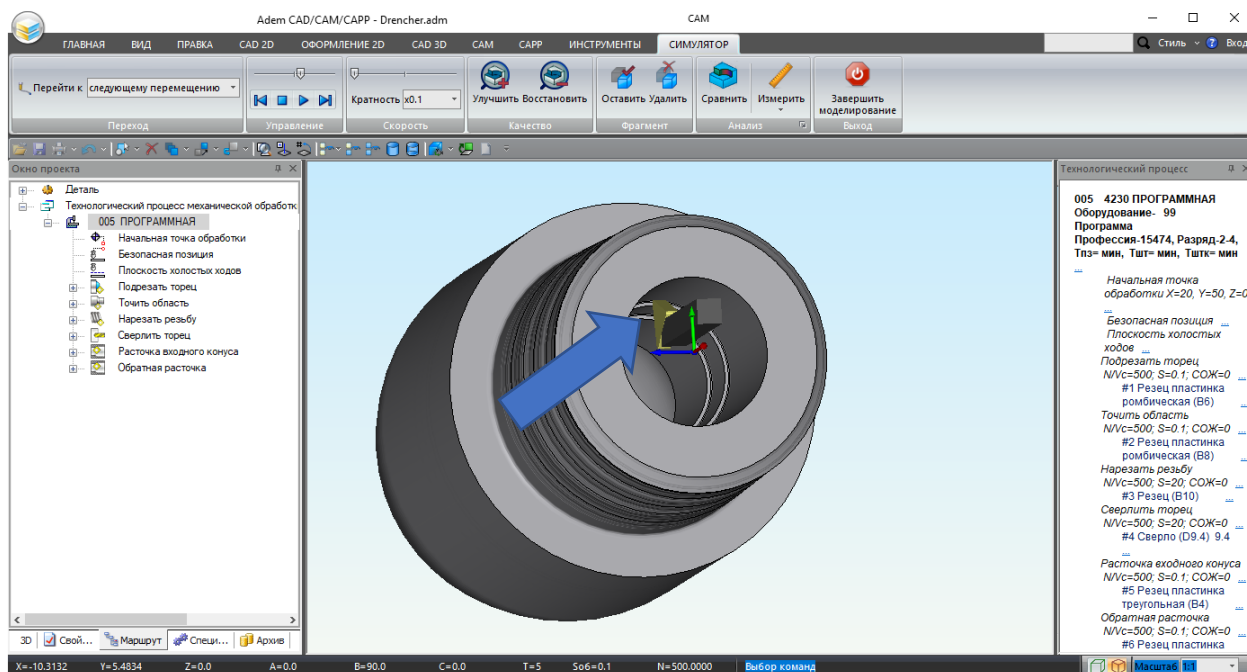 Adem CAD/CAM/CAPP - Drencher.adm
CAM
ГЛАВНАЯ ВИД ПРАВКА CAD 2D ОФОРМЛЕНИЕ 2D CAD 3D CAM CAPP ИНСТРУМЕНТЫ СИМУЛЯТОР
Стиль Вход
Перейти к следующему перемещению
Кратность x0.1
Улучшить Восстановить
Оставить Удалить
Сравнить Измерить
Завершить
моделирование
Переход Управление Скорость Качество Фрагмент Анализ Выход
Окно проекта
Деталь
Технологический процесс механической обработк
005 ПРОГРАММНАЯ
Начальная точка обработки
Безопасная позиция
Плоскость холостых ходов
Подрезать торец
Точить область
Нарезать резьбу
Сверлить торец
Расточка входного конуса
Обратная расточка
3D Свой... Маршрут Специ... Архив
Технологический процесс
005 4230 ПРОГРАММНАЯ
Оборудование- 99
Программа
Профессия-15474, Разряд-2-4,
Тпз= мин, Тшт= мин, Тштк= мин
...
Начальная точка
обработки X=20, Y=50, Z=0
...
Безопасная позиция ...
Плоскость холостых
ходов ...
Подрезать торец
N/Vc=500; S=0.1; СОЖ=0 ...
#1 Резец пластинка
ромбическая (В6) ...
Точить область
N/Vc=500; S=0.1; СОЖ=0 ...
#2 Резец пластинка
ромбическая (В8) ...
Нарезать резьбу
N/Vc=500; S=20; СОЖ=0 ...
#3 Резец (В10) ...
Сверлить торец
N/Vc=500; S=20; СОЖ=0 ...
#4 Сверло (D9.4) 9.4
...
Расточка входного конуса
N/Vc=500; S=0.1; СОЖ=0 ...
#5 Резец пластинка
треугольная (В4) ...
Обратная расточка
N/Vc=500; S=0.1; СОЖ=0 ...
#6 Резец пластинка
X=-10.3132 Y=5.4834 Z=0.0 A=0.0 B=90.0 C=0.0 T=5 Sоб=0.1 N=500.0000 Выбор команд
Масштаб 1:1